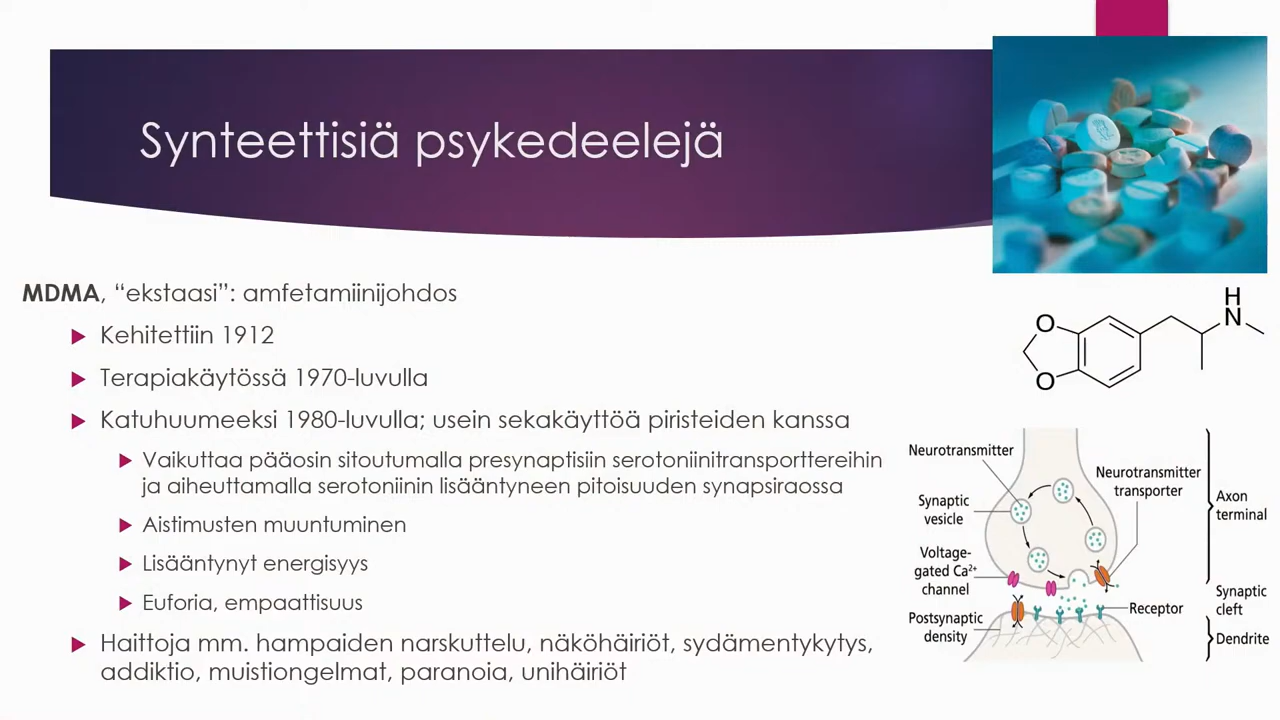 Synteettisiä psykedeelejä
MDMA, “ekstaasi”: amfetamiinijohdos
Kehitettiin 1912
Terapiakäytössä 1970-luvulla
Katuhuumeeksi 1980-luvulla; usein sekakäyttöä piristeiden kanssa
Vaikuttaa pääosin sitoutumalla presynaptisiin serotoniinitransporttereihin
ja aiheuttamalla serotoniinin lisääntyneen pitoisuuden synapsiraossa
Aistimusten muuntuminen
Lisääntynyt energisyys
Euforia, empaattisuus
Haittoja mm. hampaiden narskuttelu, näköhäiriöt, sydämentykytys,
addiktio, muistiongelmat, paranoia, unihäiriöt
H
N
O
O
Neurotransmitter
Synaptic
vesicle
Voltage-
gated Ca²⁺
channel
Postsynaptic
density
Neurotransmitter
transporter
Receptor
Axon
terminal
Synaptic
cleft
Dendrite